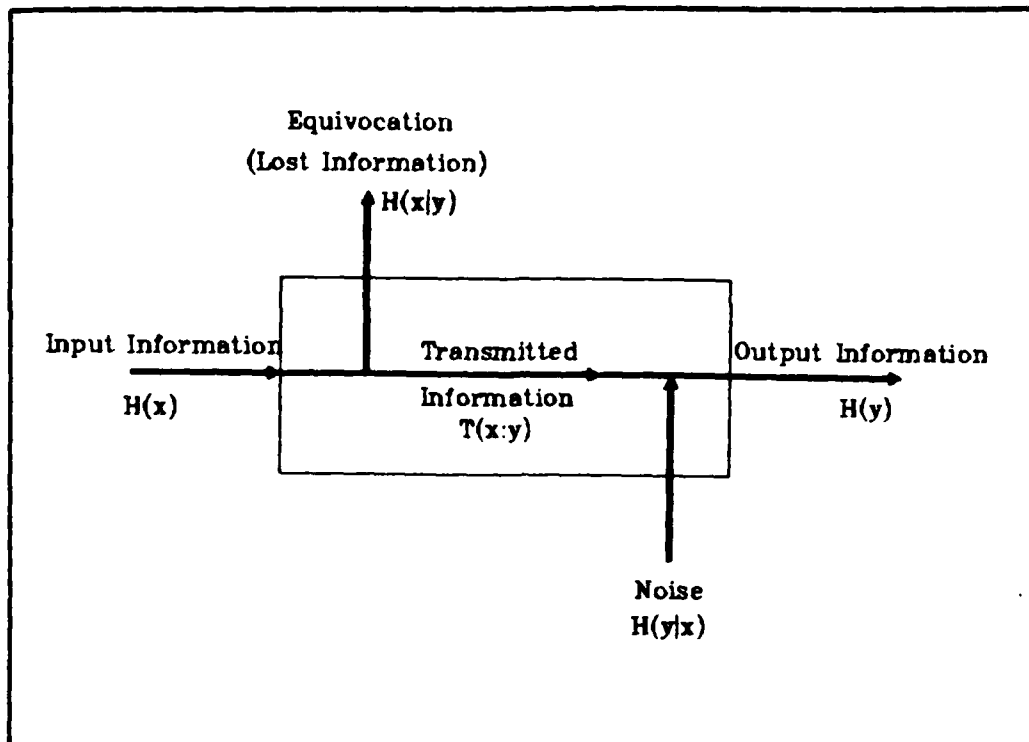 Equivocation
(Lost Information)
H(x|y)
Input Information
Transmitted
Output Information
H(x)
Information
T(x:y)
H(y)
Noise
H(y|x)